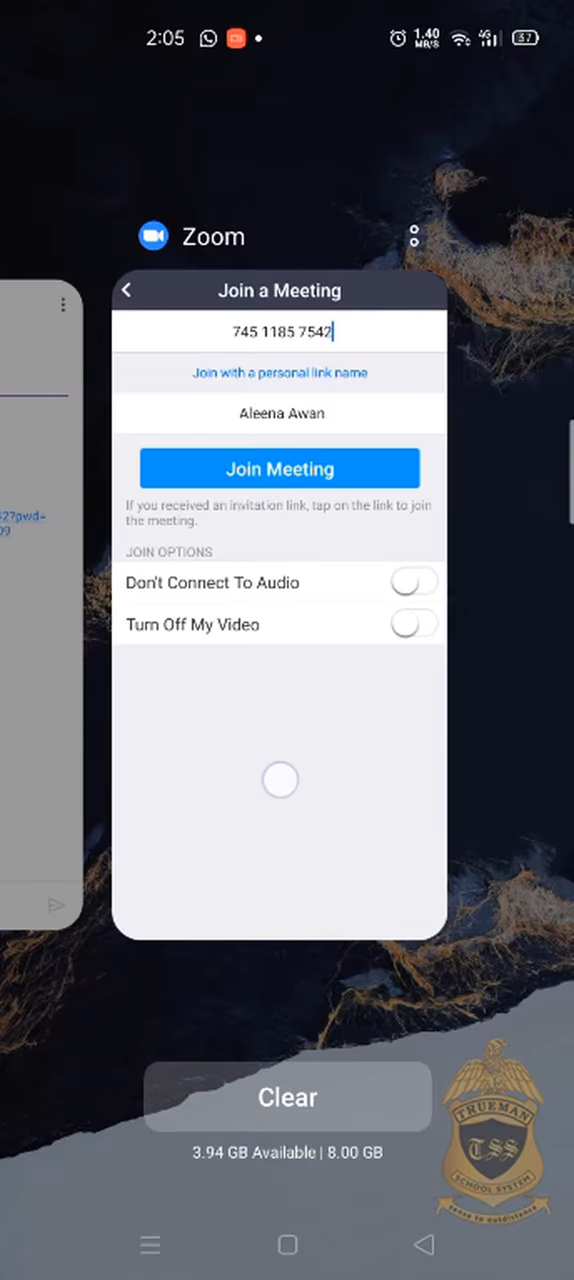 2:05
1.40
MB/S
4G
37
Zoom
Join a Meeting
745 1185 7542
Join with a personal link name
Aleena Awan
Join Meeting
If you received an invitation link, tap on the link to join
the meeting.
JOIN OPTIONS
Don't Connect To Audio
Turn Off My Video
?pwd=
Clear
3.94 GB Available | 8.00 GB
TRUEMAN
TSS
SCHOOL SYSTEM